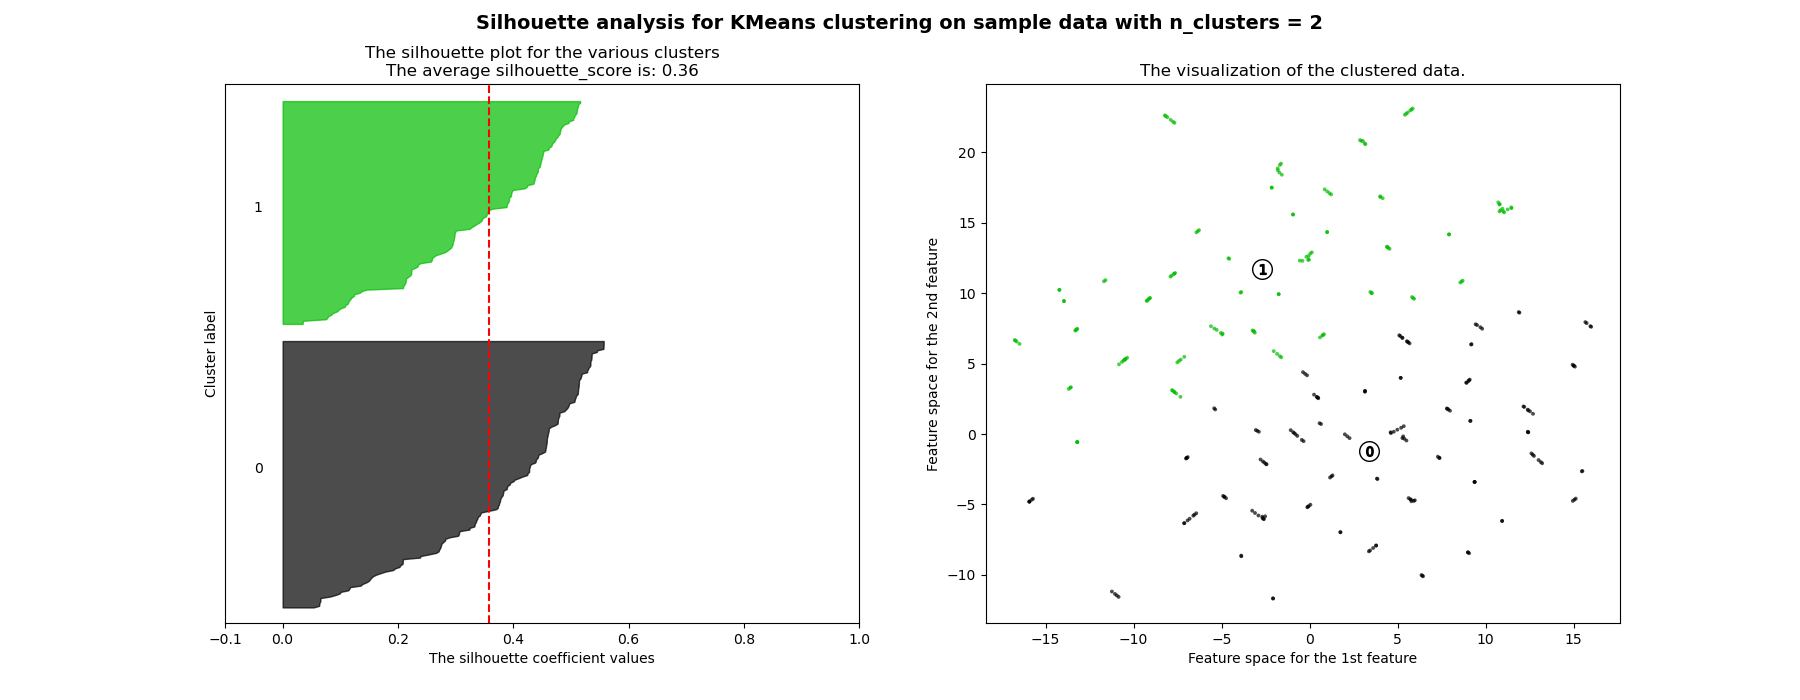 Silhouette analysis for KMeans clustering on sample data with n_clusters = 2
The silhouette plot for the various clusters
The average silhouette_score is: 0.36
Cluster label
1
0
−0.1 0.0 0.2 0.4 0.6 0.8 1.0
The silhouette coefficient values
The visualization of the clustered data.
Feature space for the 2nd feature
20
15
10
5
0
−5
−10
1
0
−15 −10 −5 0 5 10 15
Feature space for the 1st feature